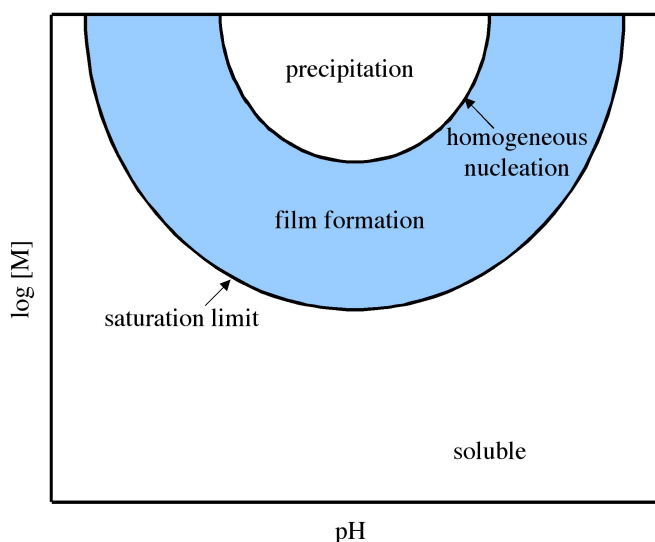 precipitation
homogeneous
nucleation
film formation
log [M]
saturation limit
soluble
pH